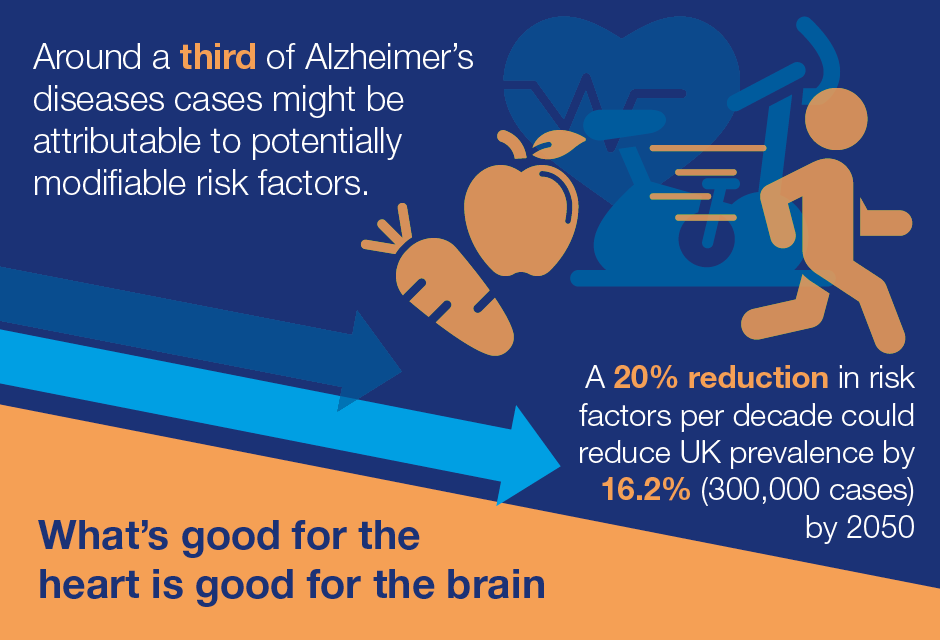 Around a third of Alzheimer's
diseases cases might be
attributable to potentially
modifiable risk factors.
A 20% reduction in risk
factors per decade could
reduce UK prevalence by
16.2% (300,000 cases)
by 2050
What's good for the
heart is good for the brain